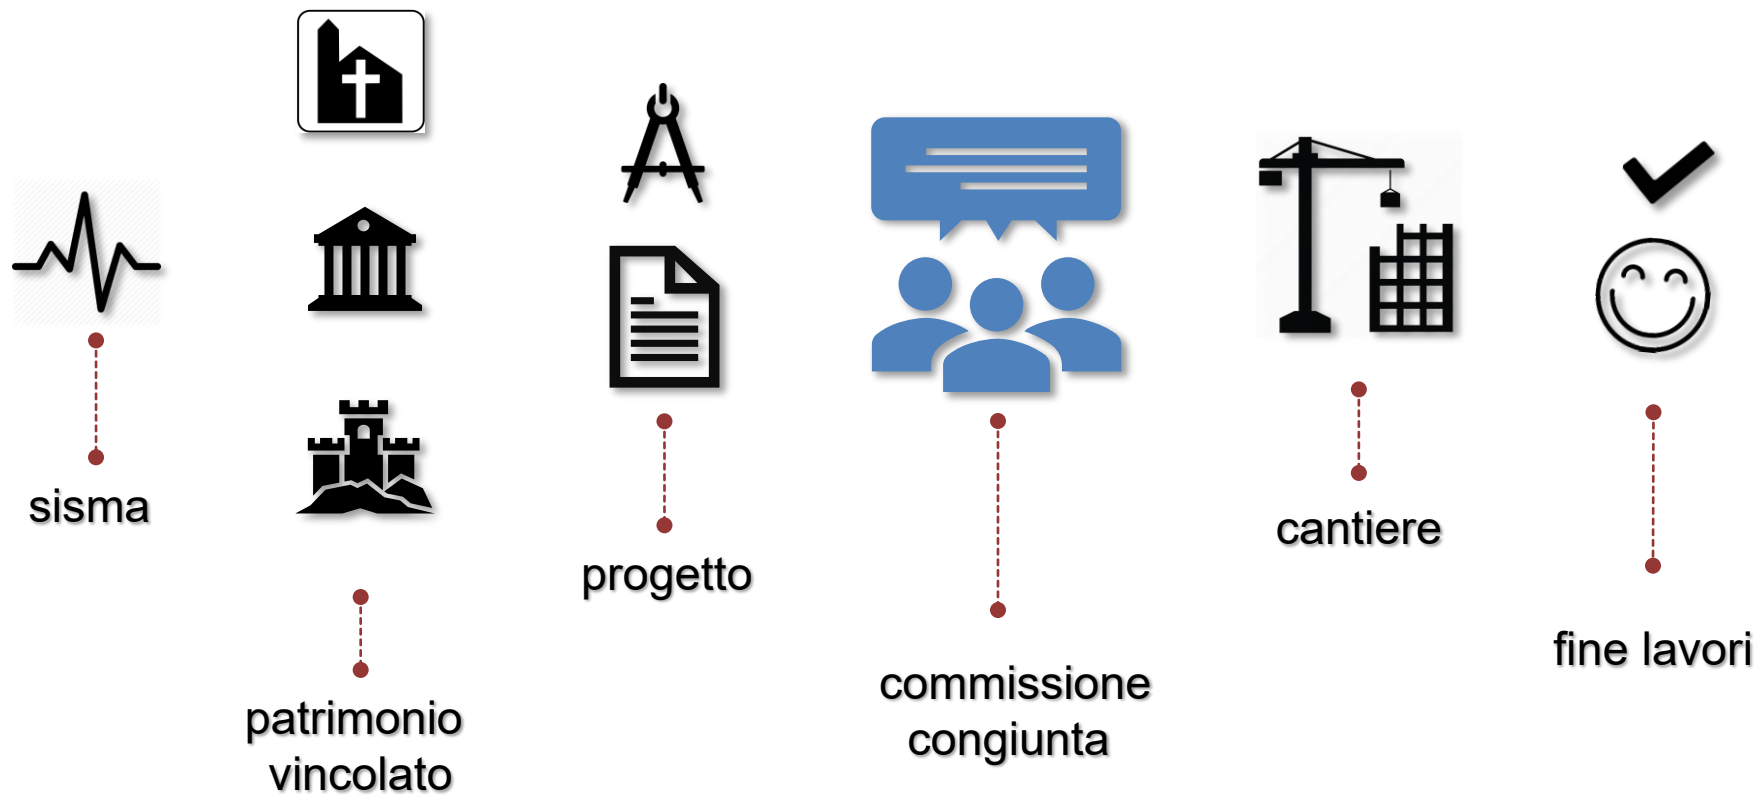 sisma
patrimonio
vincolato
progetto
commissione
congiunta
cantiere
fine lavori